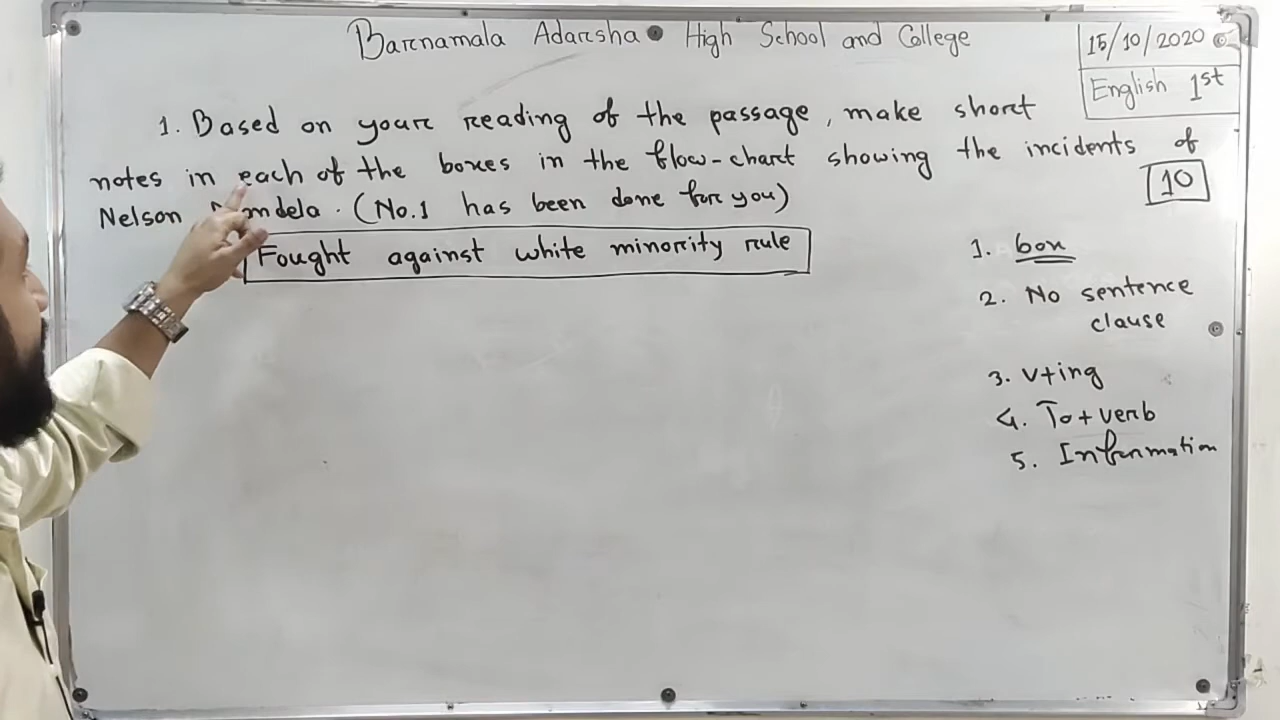 Barnamala Adarsha High School and College
15/10/2020
English 1st
1. Based on your reading of the passage, make short
notes in each of the boxes in the flow-chart showing the incidents of
Nelson Mandela. (No.1 has been done for you)
10
Fought against white minority rule
1. box
2. No sentence
clause
3. V+ing
4. To+verb
5. Information